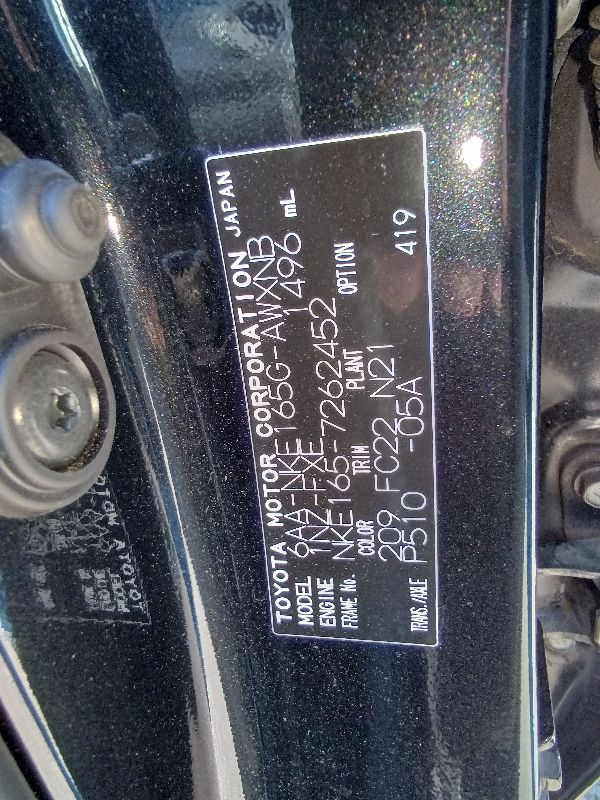 TOYOTA MOTOR CORPORATION JAPAN
MODEL 6AA-NKE165G-AWXNB
ENGINE 1NZ-FXE 1496 mL
FRAME No. NKE165-7262452
COLOR TRIM PLANT OPTION
209 FC22 N21
TRANS./AXLE P510 -05A 419